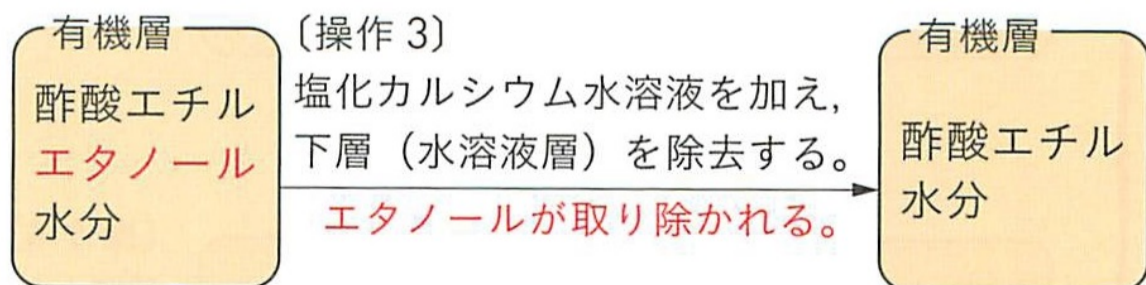 有機層
酢酸エチル
エタノール
水分
〔操作3〕
塩化カルシウム水溶液を加え,
下層（水溶液層）を除去する。
エタノールが取り除かれる。
有機層
酢酸エチル
水分